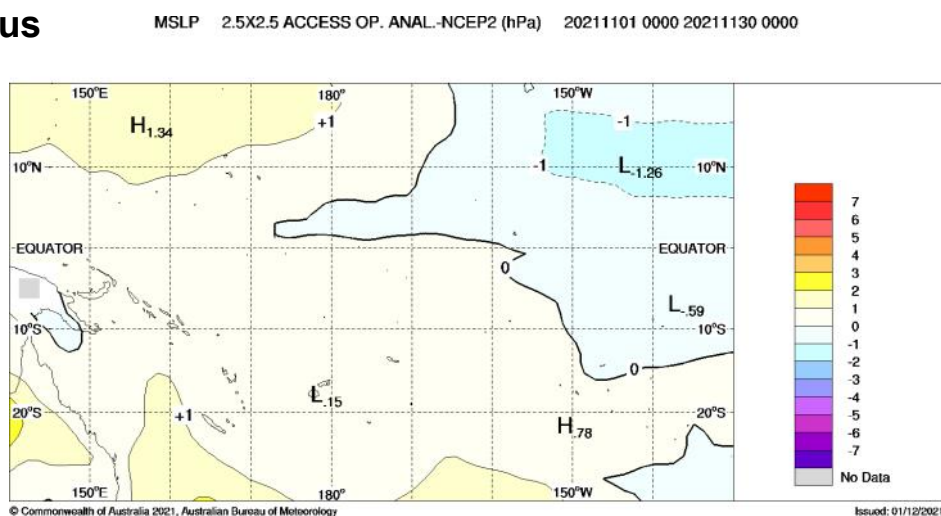 us
MSLP 2.5X2.5 ACCESS OP. ANAL.-NCEP2 (hPa) 20211101 0000 20211130 0000
150°E 180° 150°W
H1.34 +1 -1
10°N -1 L-1.26 10°N
EQUATOR EQUATOR
0
L-.59
10°S 10°S
0
L.15
20°S +1 H.78 20°S
150°E 180° 150°W
7
6
5
4
3
2
1
0
-1
-2
-3
-4
-5
-6
-7
No Data
© Commonwealth of Australia 2021, Australian Bureau of Meteorology Issued: 01/12/2021